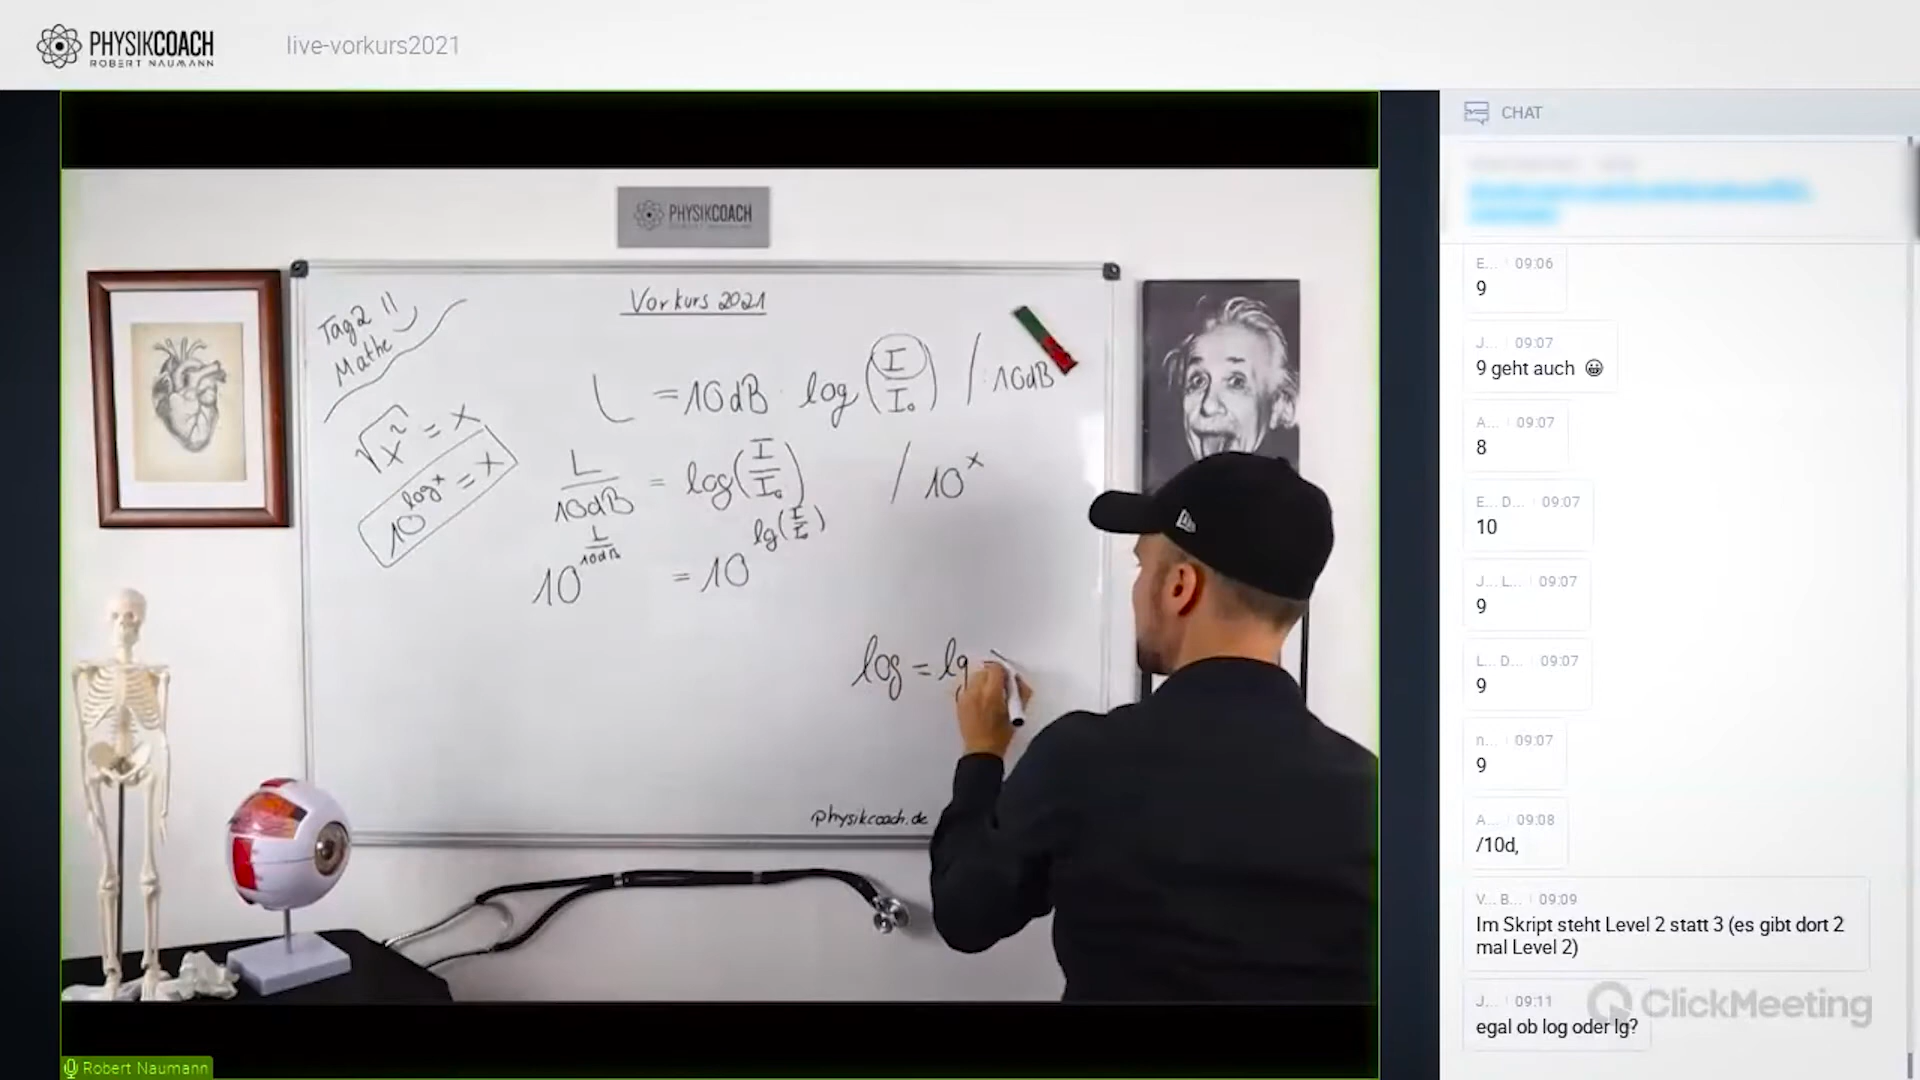 PHYSIKCOACH
ROBERT NAUMANN
live-vorkurs2021
PHYSIKCOACH
Vorkurs 2021
Tag 2 !!
Mathe
√x² = x
10^log x = x
L = 10dB · log(I/I₀) / :10dB
L/10dB = log(I/I₀) / 10^x
10^L/10dB = 10^lg(I/I₀)
log = lg
physikcoach.de
Robert Naumann
CHAT
E... 09:06
9
J... 09:07
9 geht auch 😀
A... 09:07
8
E... D... 09:07
10
J... L... 09:07
9
L... D... 09:07
9
n... 09:07
9
A... 09:08
/10d,
V... B... 09:09
Im Skript steht Level 2 statt 3 (es gibt dort 2
mal Level 2)
J... 09:11
egal ob log oder lg?
ClickMeeting